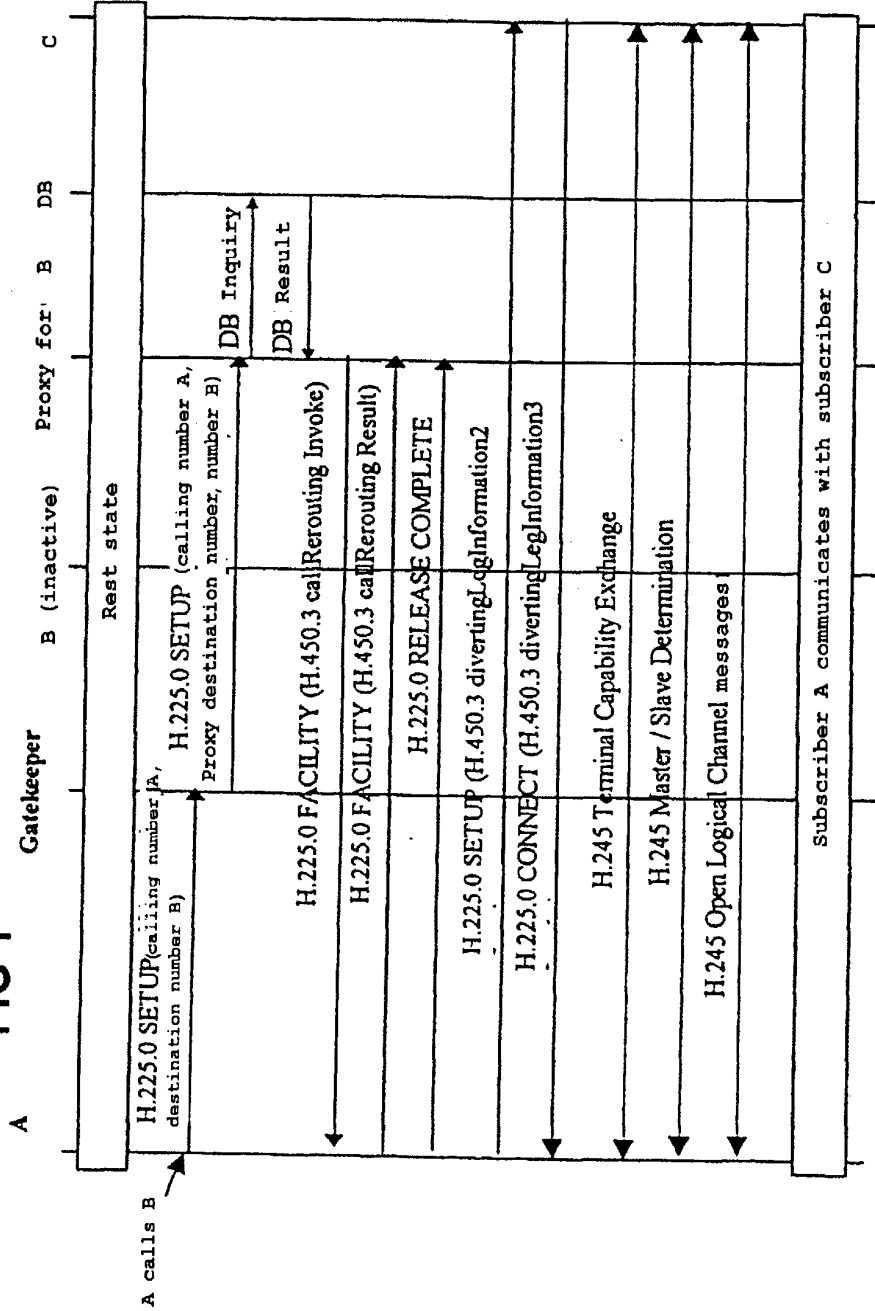 A
Gatekeeper
B (inactive)
Proxy for B
DB
C
Rest state
A calls B
H.225.0 SETUP(calling number A,
destination number B)
H.225.0 SETUP (calling number A,
Proxy destination number, number B)
DB Inquiry
DB Result
H.225.0 FACILITY (H.450.3 callRerouting Invoke)
H.225.0 FACILITY (H.450.3 callRerouting Result)
H.225.0 RELEASE COMPLETE
H.225.0 SETUP (H.450.3 divertingLegInformation2
H.225.0 CONNECT (H.450.3 divertingLegInformation3
H.245 Terminal Capability Exchange
H.245 Master / Slave Determination
H.245 Open Logical Channel messages
Subscriber A communicates with subscriber C